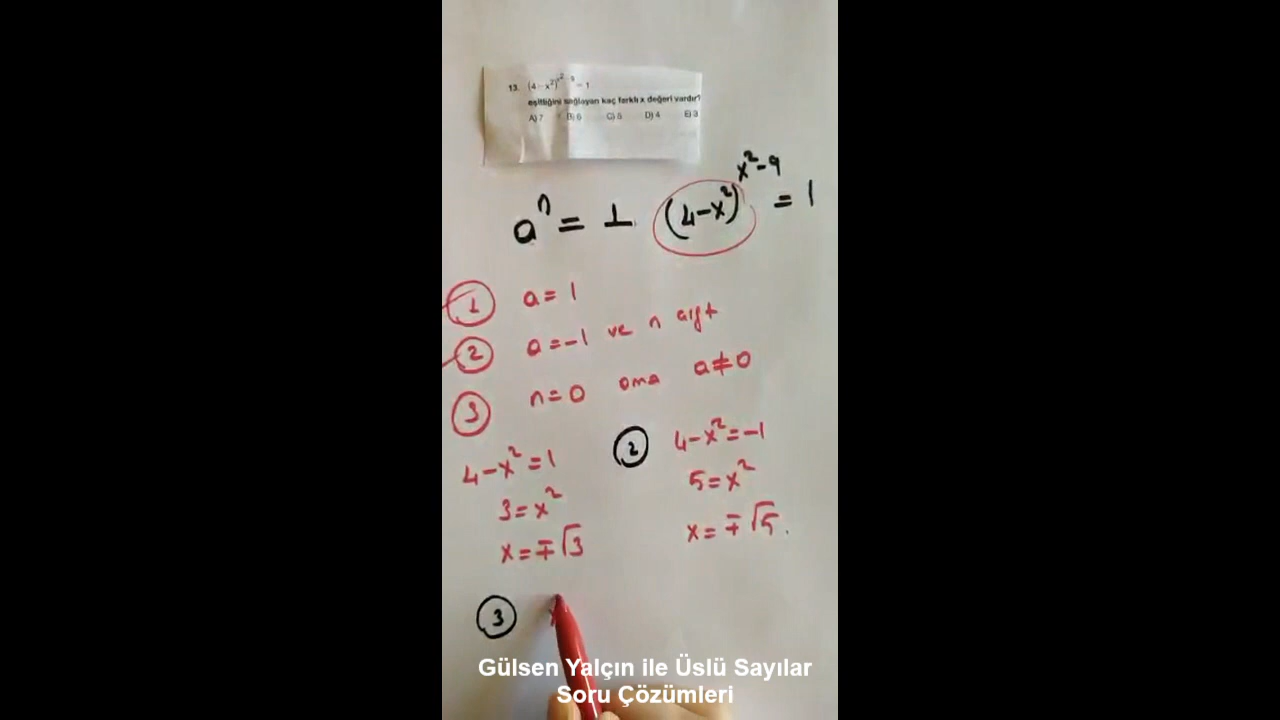 13. (4-x²)^x²-9 = 1
eşitliğini sağlayan kaç farklı x değeri vardır?
A) 7 B) 6 C) 5 D) 4 E) 3
aⁿ = 1 (4-x²)^x²-9 = 1
1 a = 1
2 a = -1 ve n çift
3 n = 0 ama a ≠ 0
4-x² = 1
3 = x²
x = ∓√3
2 4-x² = -1
5 = x²
x = ∓√5.
3
Gülsen Yalçın ile Üslü Sayılar
Soru Çözümleri